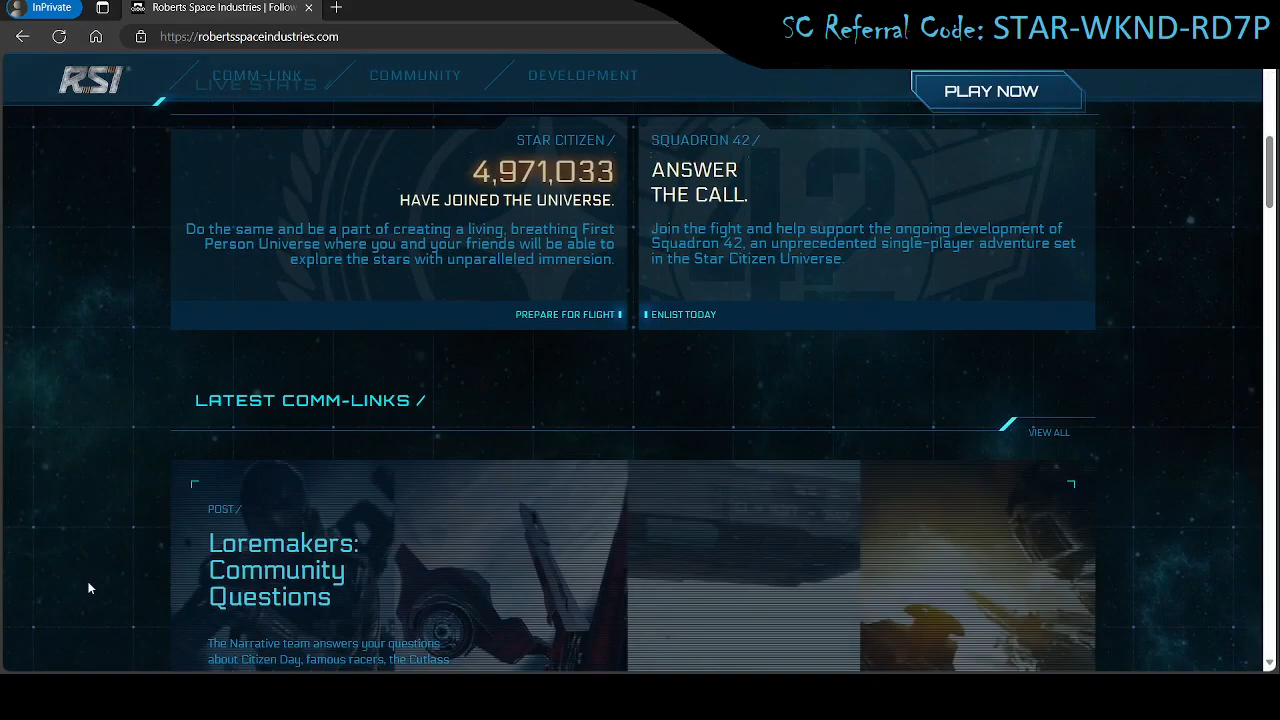 InPrivate
Roberts Space Industries | Follow
SC Referral Code: STAR-WKND-RD7P
https://robertsspaceindustries.com
RSI
COMM-LINK
COMMUNITY
DEVELOPMENT
PLAY NOW
LIVE STATS /
STAR CITIZEN /
4,971,033
HAVE JOINED THE UNIVERSE.
Do the same and be a part of creating a living, breathing First
Person Universe where you and your friends will be able to
explore the stars with unparalleled immersion.
PREPARE FOR FLIGHT
SQUADRON 42 /
ANSWER
THE CALL.
Join the fight and help support the ongoing development of
Squadron 42, an unprecedented single-player adventure set
in the Star Citizen Universe.
ENLIST TODAY
LATEST COMM-LINKS /
VIEW ALL
POST /
Loremakers:
Community
Questions
The Narrative team answers your questions
about Citizen Day, famous racers, the Cutlass